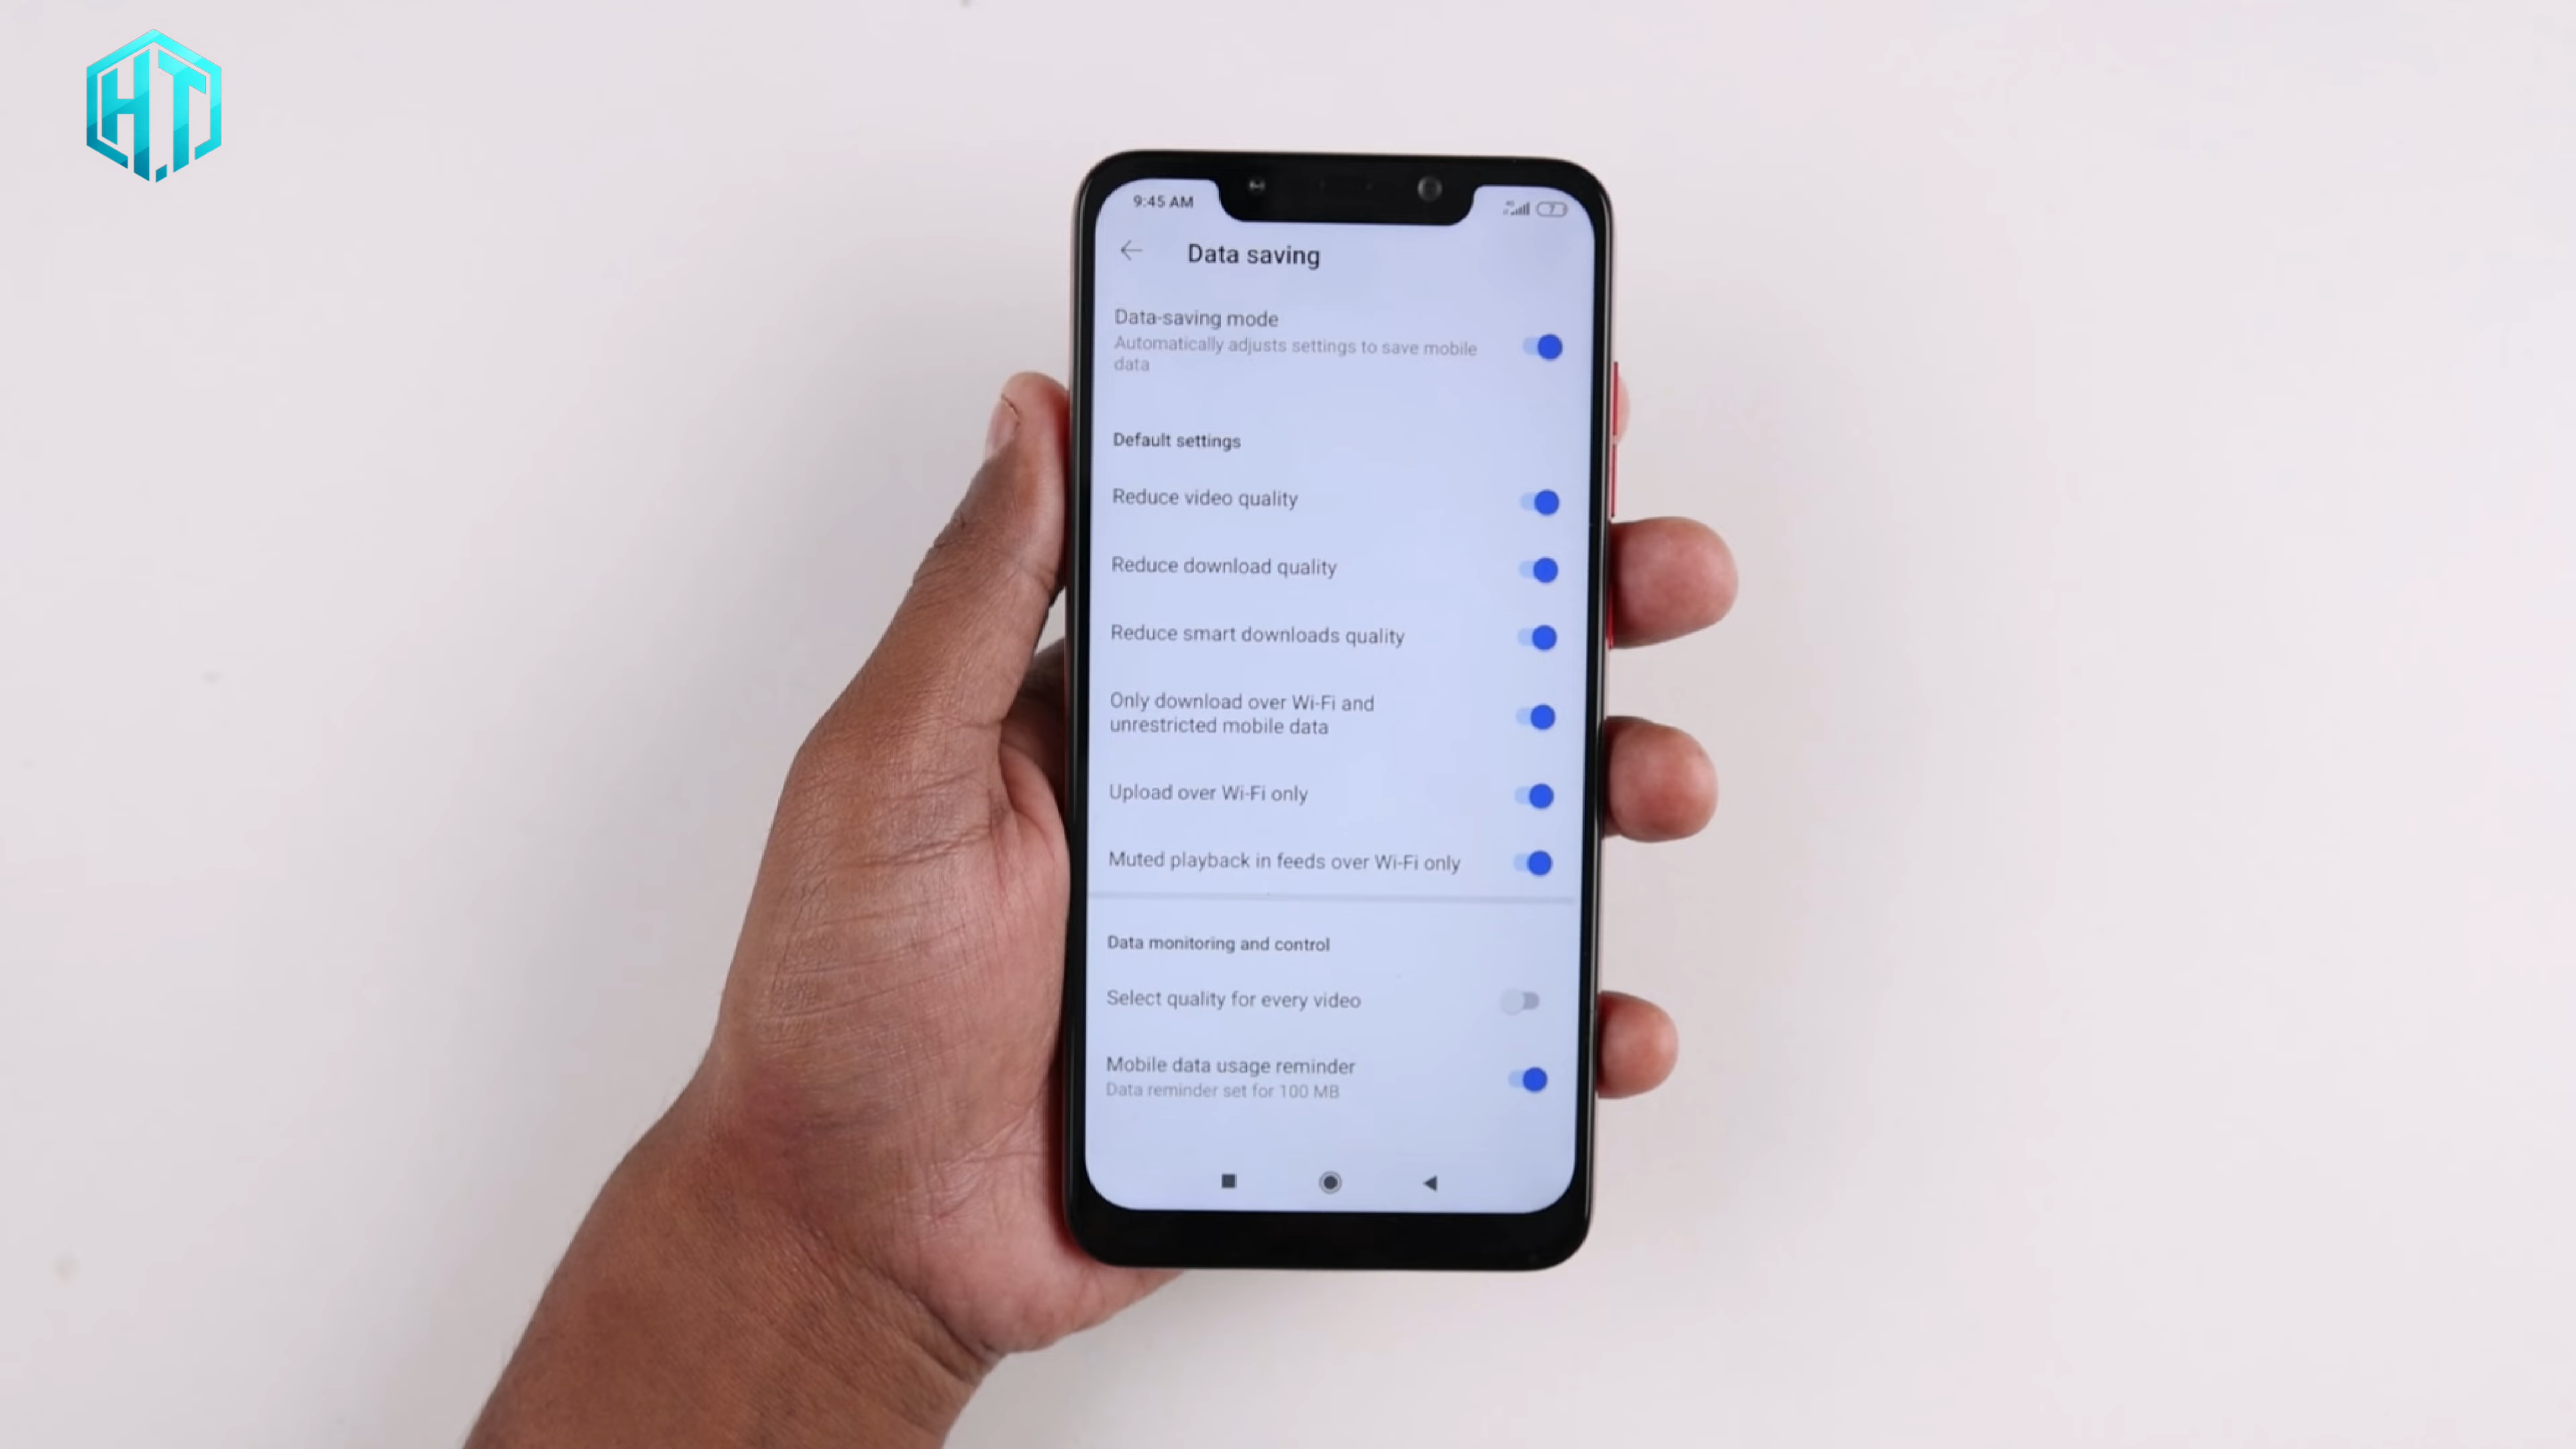 HT
9:45 AM
7
Data saving
Data-saving mode
Automatically adjusts settings to save mobile
data
Default settings
Reduce video quality
Reduce download quality
Reduce smart downloads quality
Only download over Wi-Fi and
unrestricted mobile data
Upload over Wi-Fi only
Muted playback in feeds over Wi-Fi only
Data monitoring and control
Select quality for every video
Mobile data usage reminder
Data reminder set for 100 MB